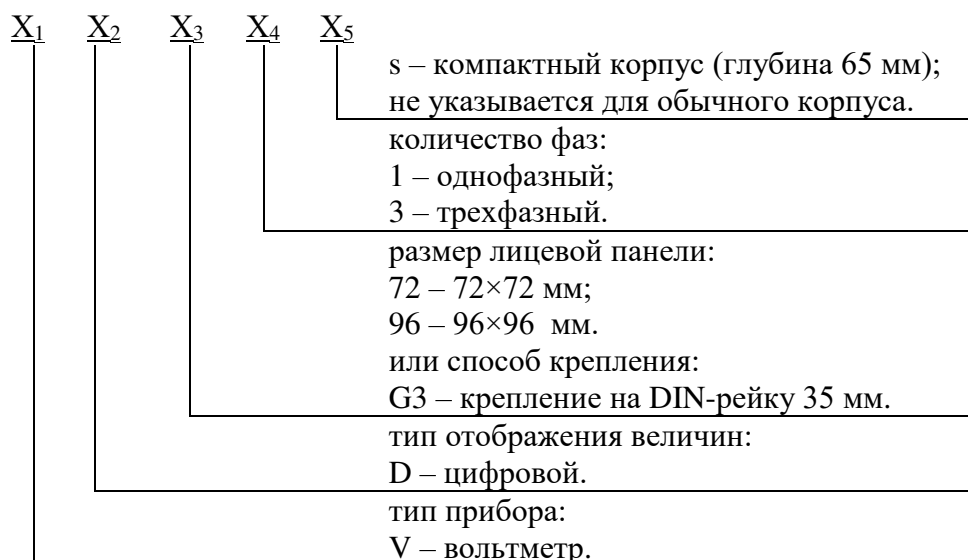 X₁ X₂ X₃ X₄ X₅
s – компактный корпус (глубина 65 мм);
не указывается для обычного корпуса.
количество фаз:
1 – однофазный;
3 – трехфазный.
размер лицевой панели:
72 – 72×72 мм;
96 – 96×96 мм.
или способ крепления:
G3 – крепление на DIN-рейку 35 мм.
тип отображения величин:
D – цифровой.
тип прибора:
V – вольтметр.